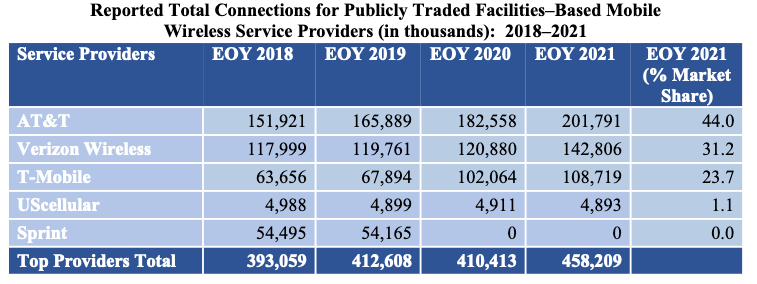 Reported Total Connections for Publicly Traded Facilities–Based Mobile
Wireless Service Providers (in thousands): 2018–2021
Service Providers EOY 2018 EOY 2019 EOY 2020 EOY 2021 EOY 2021
(% Market
Share)
AT&T 151,921 165,889 182,558 201,791 44.0
Verizon Wireless 117,999 119,761 120,880 142,806 31.2
T-Mobile 63,656 67,894 102,064 108,719 23.7
UScellular 4,988 4,899 4,911 4,893 1.1
Sprint 54,495 54,165 0 0 0.0
Top Providers Total 393,059 412,608 410,413 458,209